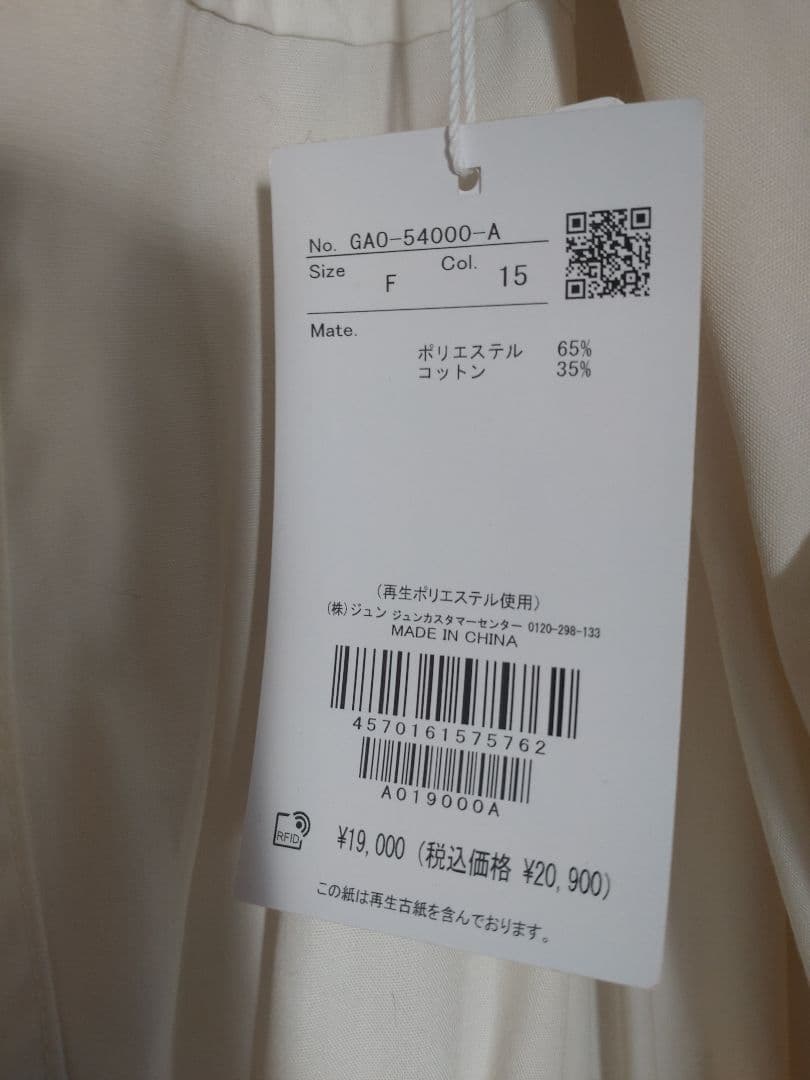 No. GAO-54000-A
Size F Col. 15
Mate.
ポリエステル 65%
コットン 35%
(再生ポリエステル使用)
(株)ジュン ジュンカスタマーセンター 0120-298-133
MADE IN CHINA
4570161575762
A019000A
RFID
¥19,000 (税込価格 ¥20,900)
この紙は再生古紙を含んでおります。